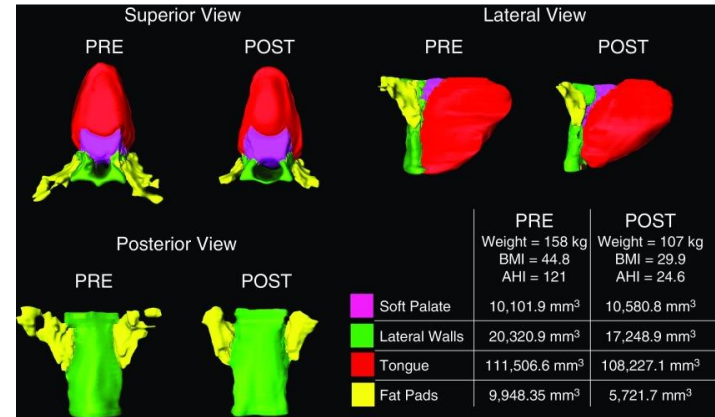 Superior View
PRE POST
Lateral View
PRE POST
Posterior View
PRE POST
PRE POST
Weight = 158 kg Weight = 107 kg
BMI = 44.8 BMI = 29.9
AHI = 121 AHI = 24.6
Soft Palate 10,101.9 mm³ 10,580.8 mm³
Lateral Walls 20,320.9 mm³ 17,248.9 mm³
Tongue 111,506.6 mm³ 108,227.1 mm³
Fat Pads 9,948.35 mm³ 5,721.7 mm³